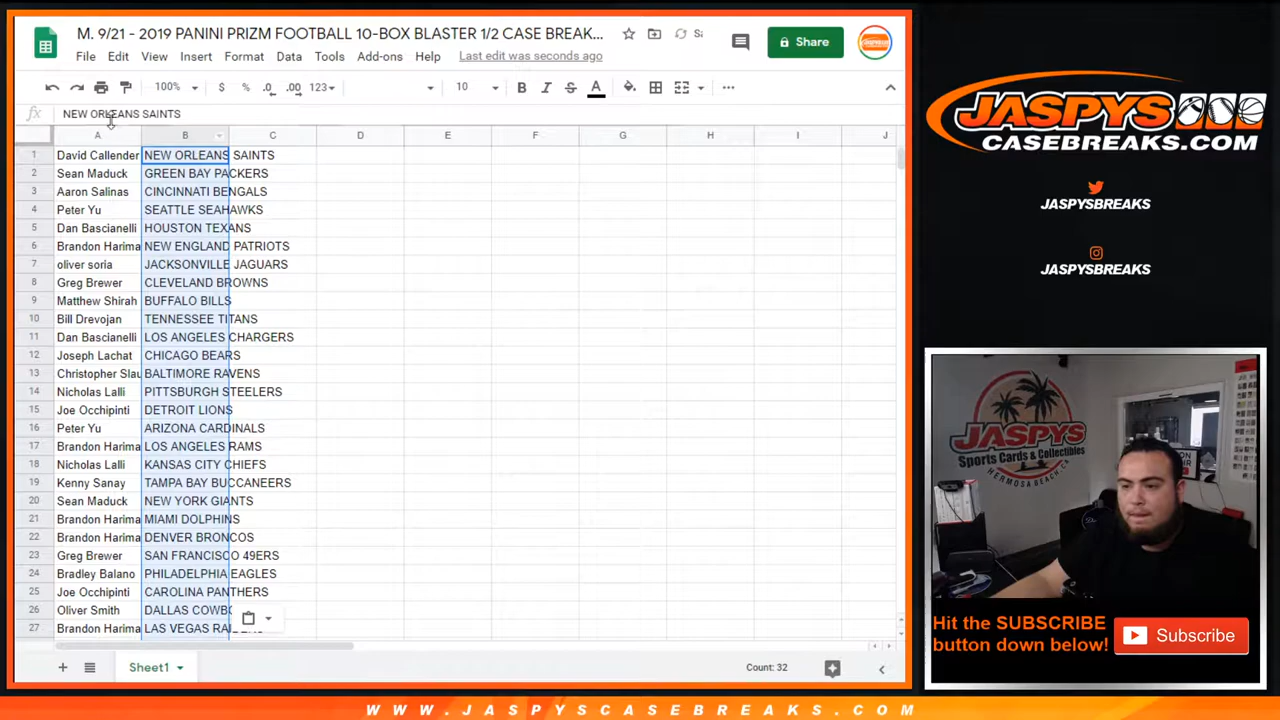 M. 9/21 - 2019 PANINI PRIZM FOOTBALL 10-BOX BLASTER 1/2 CASE BREAK...
Share
File Edit View Insert Format Data Tools Add-ons Help Last edit was seconds ago
100% $ % .0 .00 123 10 B I S A
fx NEW ORLEANS SAINTS
A B C D E F G H I J
1 David Callender NEW ORLEANS SAINTS
2 Sean Maduck GREEN BAY PACKERS
3 Aaron Salinas CINCINNATI BENGALS
4 Peter Yu SEATTLE SEAHAWKS
5 Dan Bascianelli HOUSTON TEXANS
6 Brandon Harima NEW ENGLAND PATRIOTS
7 oliver soria JACKSONVILLE JAGUARS
8 Greg Brewer CLEVELAND BROWNS
9 Matthew Shirah BUFFALO BILLS
10 Bill Drevojan TENNESSEE TITANS
11 Dan Bascianelli LOS ANGELES CHARGERS
12 Joseph Lachat CHICAGO BEARS
13 Christopher Slau BALTIMORE RAVENS
14 Nicholas Lalli PITTSBURGH STEELERS
15 Joe Occhipinti DETROIT LIONS
16 Peter Yu ARIZONA CARDINALS
17 Brandon Harima LOS ANGELES RAMS
18 Nicholas Lalli KANSAS CITY CHIEFS
19 Kenny Sanay TAMPA BAY BUCCANEERS
20 Sean Maduck NEW YORK GIANTS
21 Brandon Harima MIAMI DOLPHINS
22 Brandon Harima DENVER BRONCOS
23 Greg Brewer SAN FRANCISCO 49ERS
24 Bradley Balano PHILADELPHIA EAGLES
25 Joe Occhipinti CAROLINA PANTHERS
26 Oliver Smith DALLAS COWBO
27 Brandon Harima LAS VEGAS RAIDERS
Sheet1
Count: 32
JASPYS
CASEBREAKS.COM
JASPYSBREAKS
JASPYSBREAKS
JASPYS
Sports Cards & Collectibles
HERMOSA BEACH, CA
Hit the SUBSCRIBE
button down below!
Subscribe
WWW.JASPYSCASEBREAKS.COM